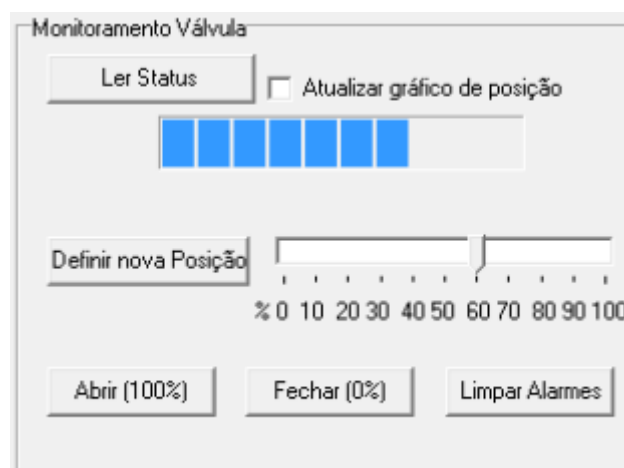 Monitoramento Válvula
Ler Status
Atualizar gráfico de posição
Definir nova Posição
% 0 10 20 30 40 50 60 70 80 90 100
Abrir (100%) Fechar (0%) Limpar Alarmes